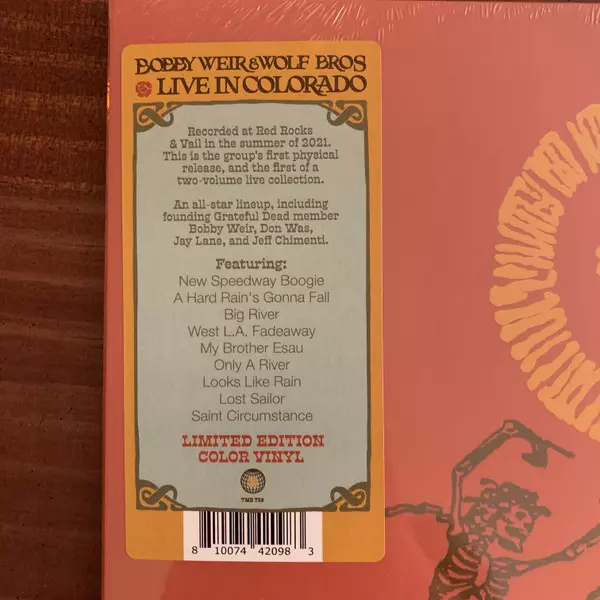 BOBBY WEIR & WOLF BROS
LIVE IN COLORADO
Recorded at Red Rocks
& Vail in the summer of 2021.
This is the group's first physical
release, and the first of a
two-volume live collection.
An all-star lineup, including
founding Grateful Dead member
Bobby Weir, Don Was,
Jay Lane, and Jeff Chimenti.
Featuring:
New Speedway Boogie
A Hard Rain's Gonna Fall
Big River
West L.A. Fadeaway
My Brother Esau
Only A River
Looks Like Rain
Lost Sailor
Saint Circumstance
LIMITED EDITION
COLOR VINYL
TMR 758
8 10074 42098 3